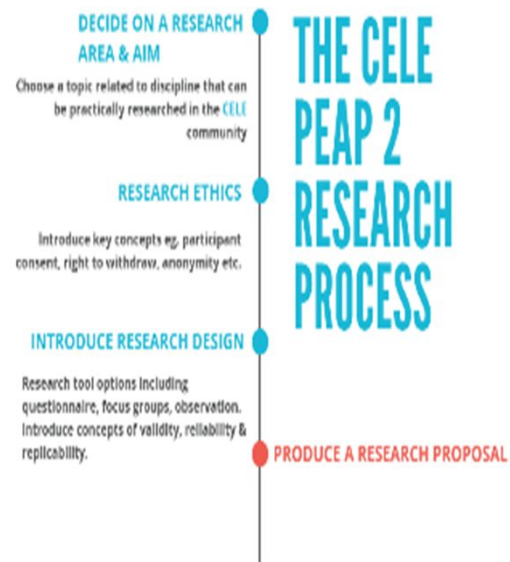 DECIDE ON A RESEARCH
AREA & AIM
Choose a topic related to discipline that can
be practically researched in the CELE
community
THE CELE
PEAP 2
RESEARCH
PROCESS
RESEARCH ETHICS
Introduce key concepts eg. participant
consent, right to withdraw, anonymity etc.
INTRODUCE RESEARCH DESIGN
Research tool options including
questionnaire, focus groups, observation.
Introduce concepts of validity, reliability &
replicability.
PRODUCE A RESEARCH PROPOSAL